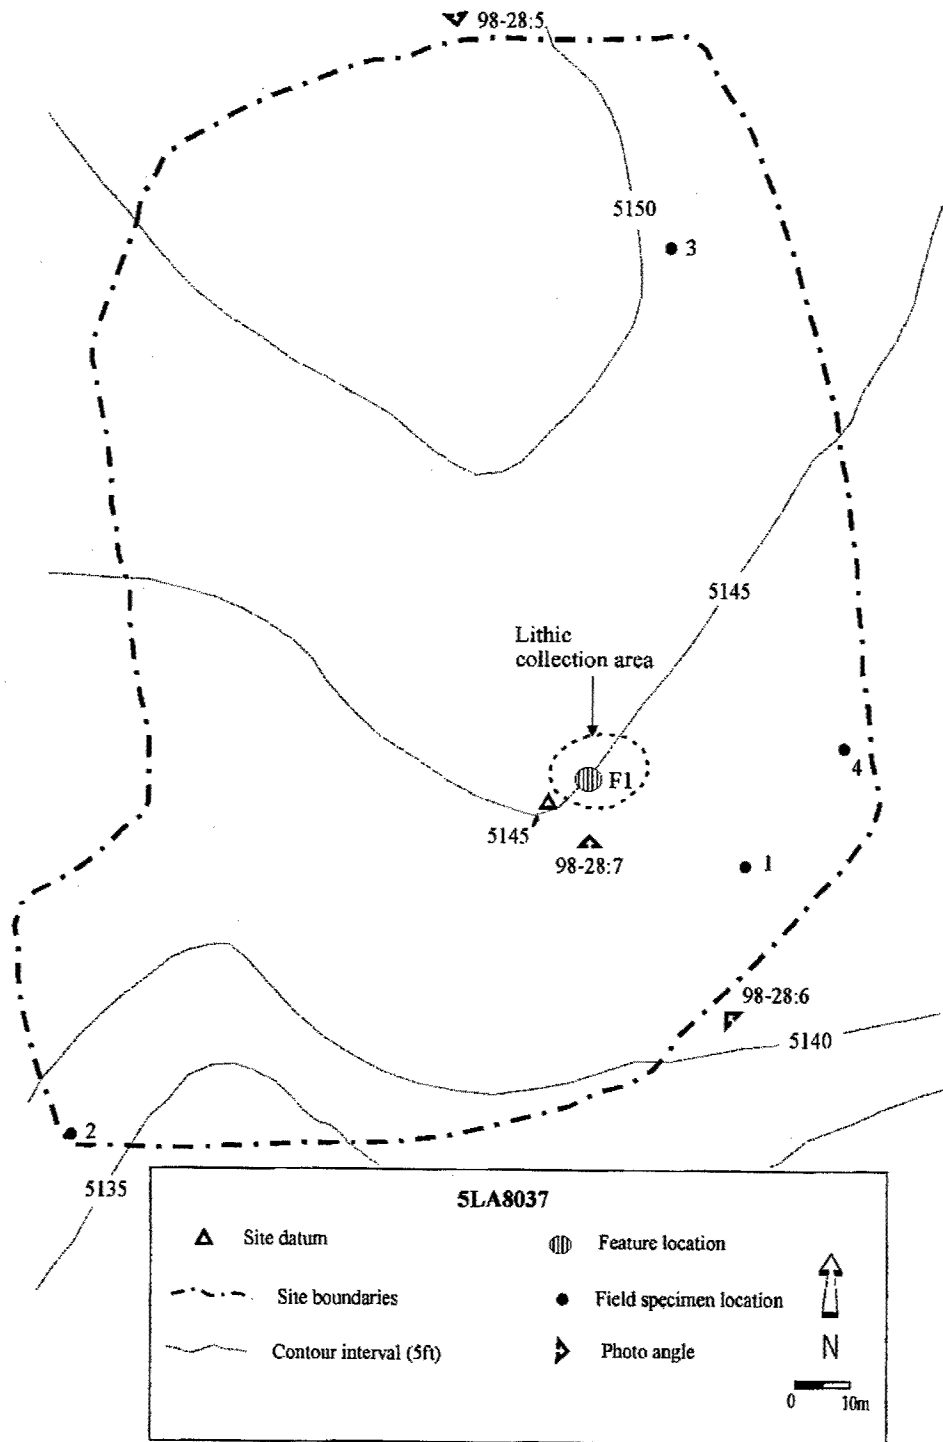 98-28:5
5150
3
5145
Lithic
collection area
F1
4
5145
98-28:7
1
98-28:6
5140
2
5135
5LA8037
Site datum
Feature location
Site boundaries
Field specimen location
Contour interval (5ft)
Photo angle
N
0 10m